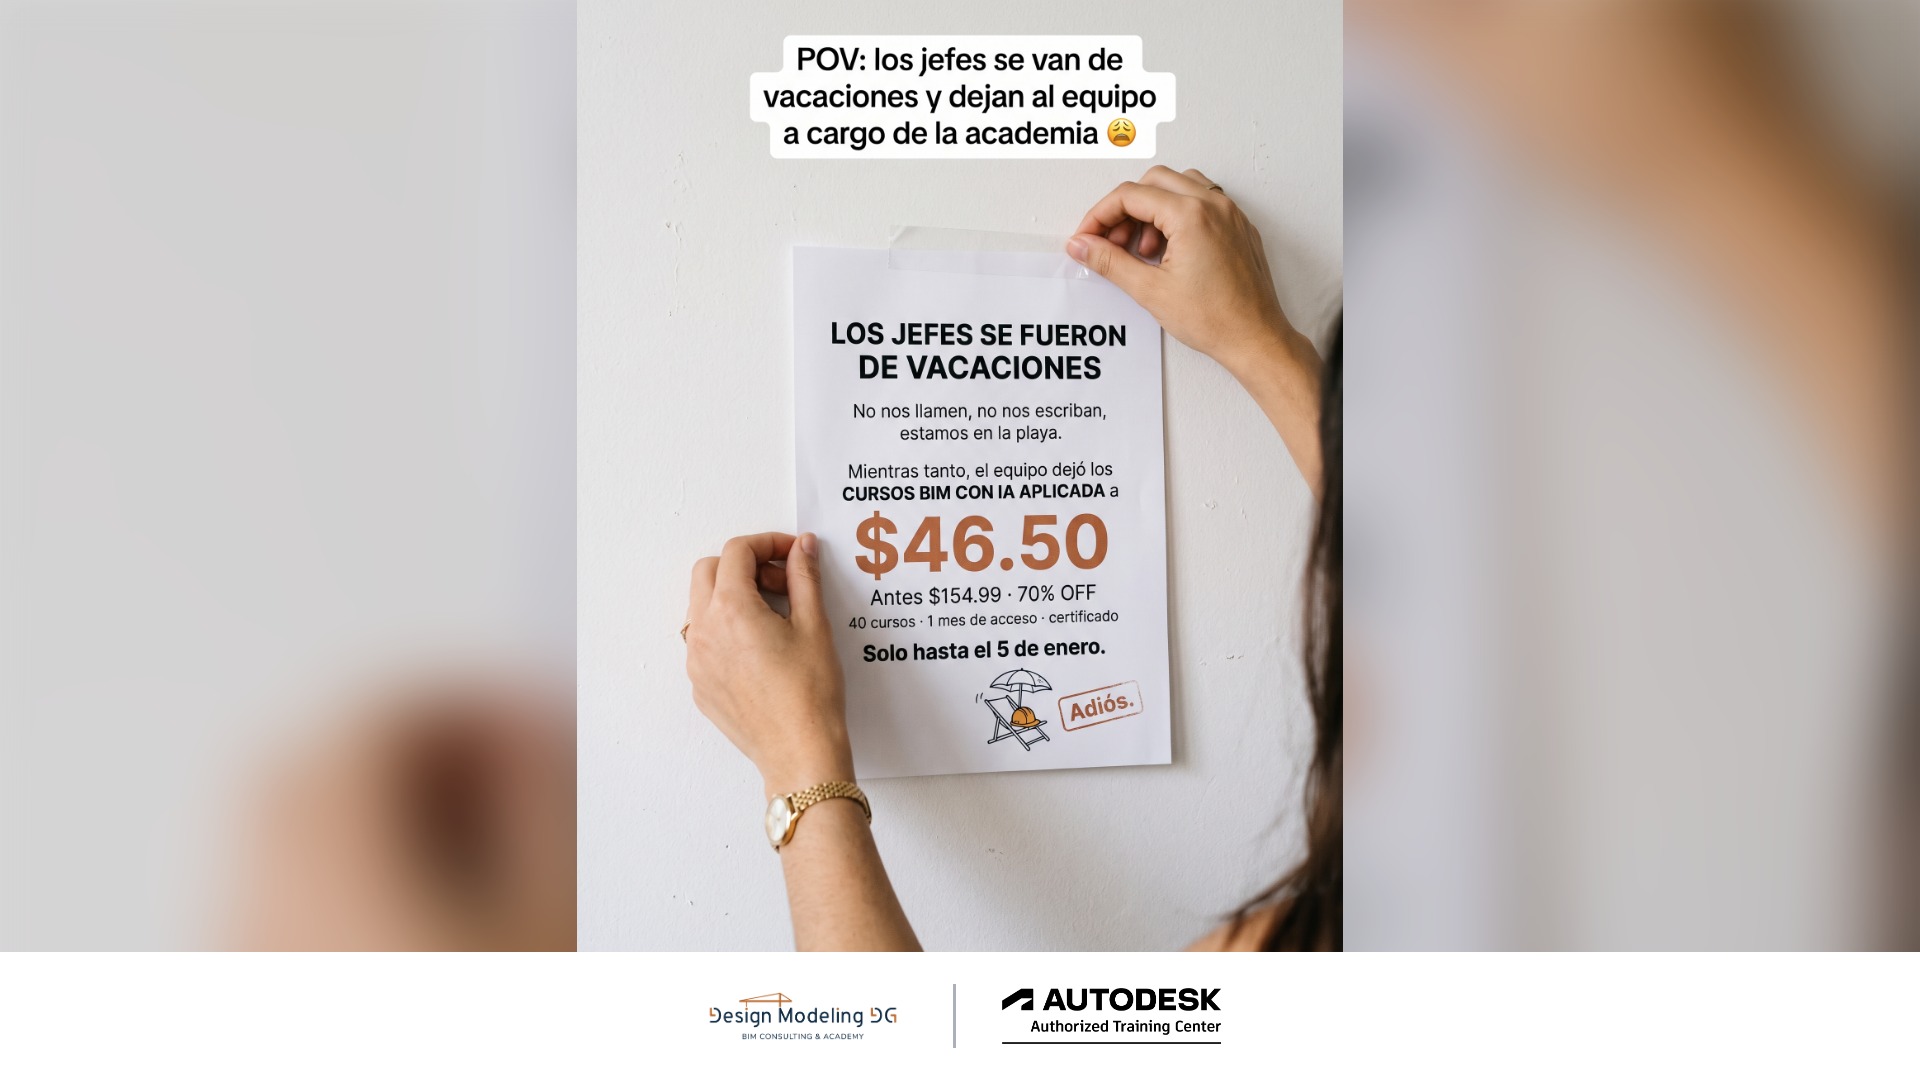 POV: los jefes se van de
vacaciones y dejan al equipo
a cargo de la academia 😩
LOS JEFES SE FUERON
DE VACACIONES
No nos llamen, no nos escriban,
estamos en la playa.
Mientras tanto, el equipo dejó los
CURSOS BIM CON IA APLICADA a
$46.50
Antes $154.99 · 70% OFF
40 cursos · 1 mes de acceso · certificado
Solo hasta el 5 de enero.
Adiós.
Design Modeling DG
BIM CONSULTING & ACADEMY
AUTODESK
Authorized Training Center